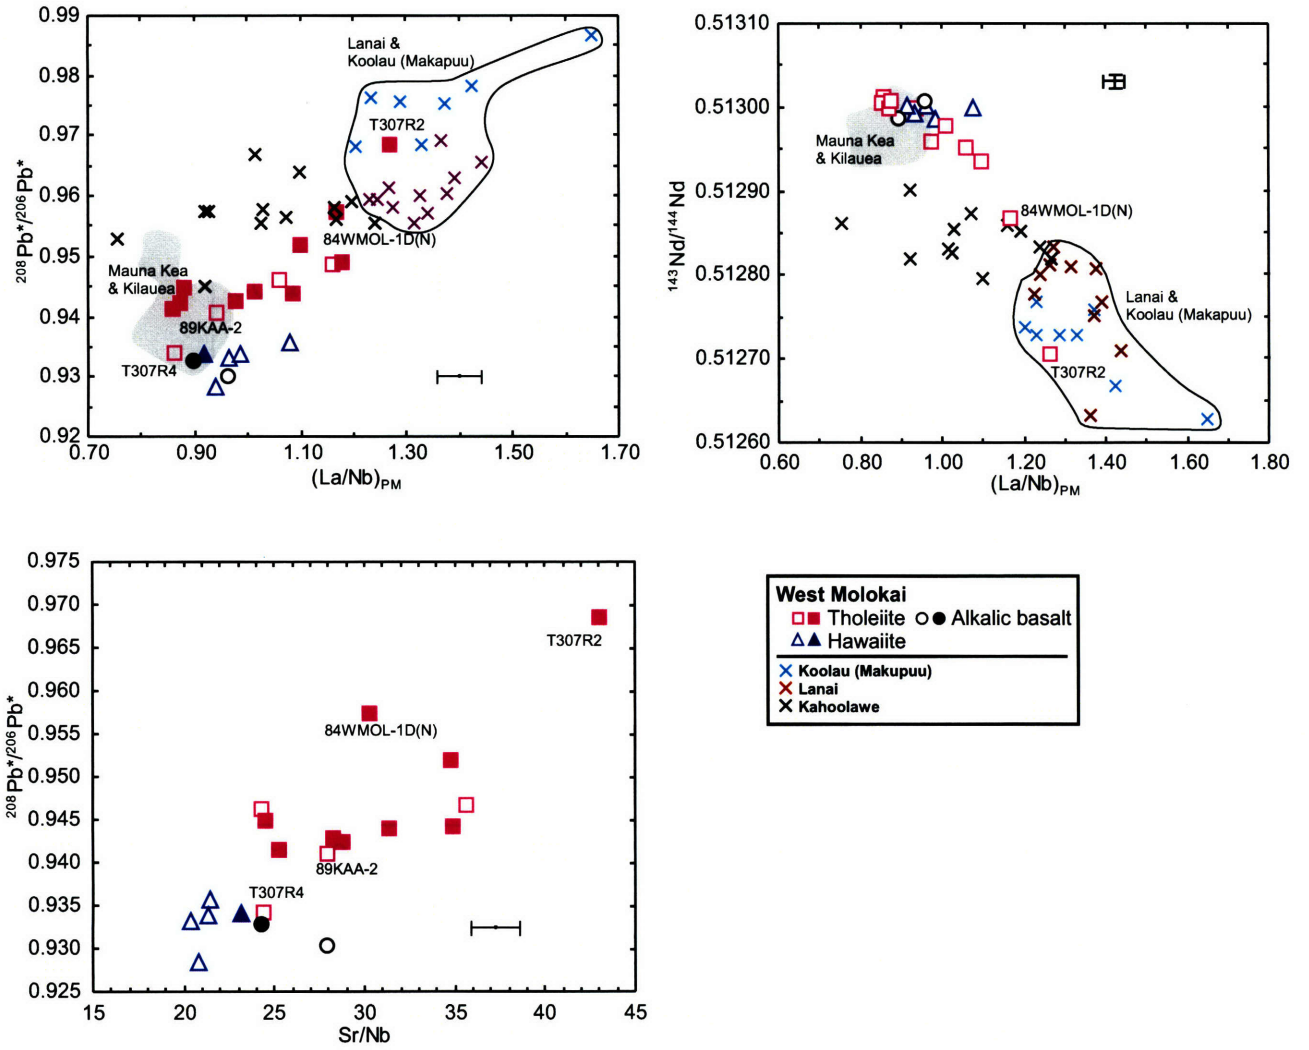 0.99
0.98
0.97
0.96
0.95
0.94
0.93
0.92
208Pb*/206Pb*
Lanai &
Koolau (Makapuu)
T307R2
84WMOL-1D(N)
Mauna Kea
& Kilauea
89KAA-2
T307R4
0.70 0.90 1.10 1.30 1.50 1.70
(La/Nb)PM
0.51310
0.51300
0.51290
0.51280
0.51270
0.51260
143Nd/144Nd
Mauna Kea
& Kilauea
84WMOL-1D(N)
Lanai &
Koolau (Makapuu)
T307R2
0.60 0.80 1.00 1.20 1.40 1.60 1.80
(La/Nb)PM
0.975
0.970
0.965
0.960
0.955
0.950
0.945
0.940
0.935
0.930
0.925
208Pb*/206Pb*
T307R2
84WMOL-1D(N)
89KAA-2
T307R4
15 20 25 30 35 40 45
Sr/Nb
West Molokai
Tholeiite Alkalic basalt
Hawaiite
Koolau (Makupuu)
Lanai
Kahoolawe